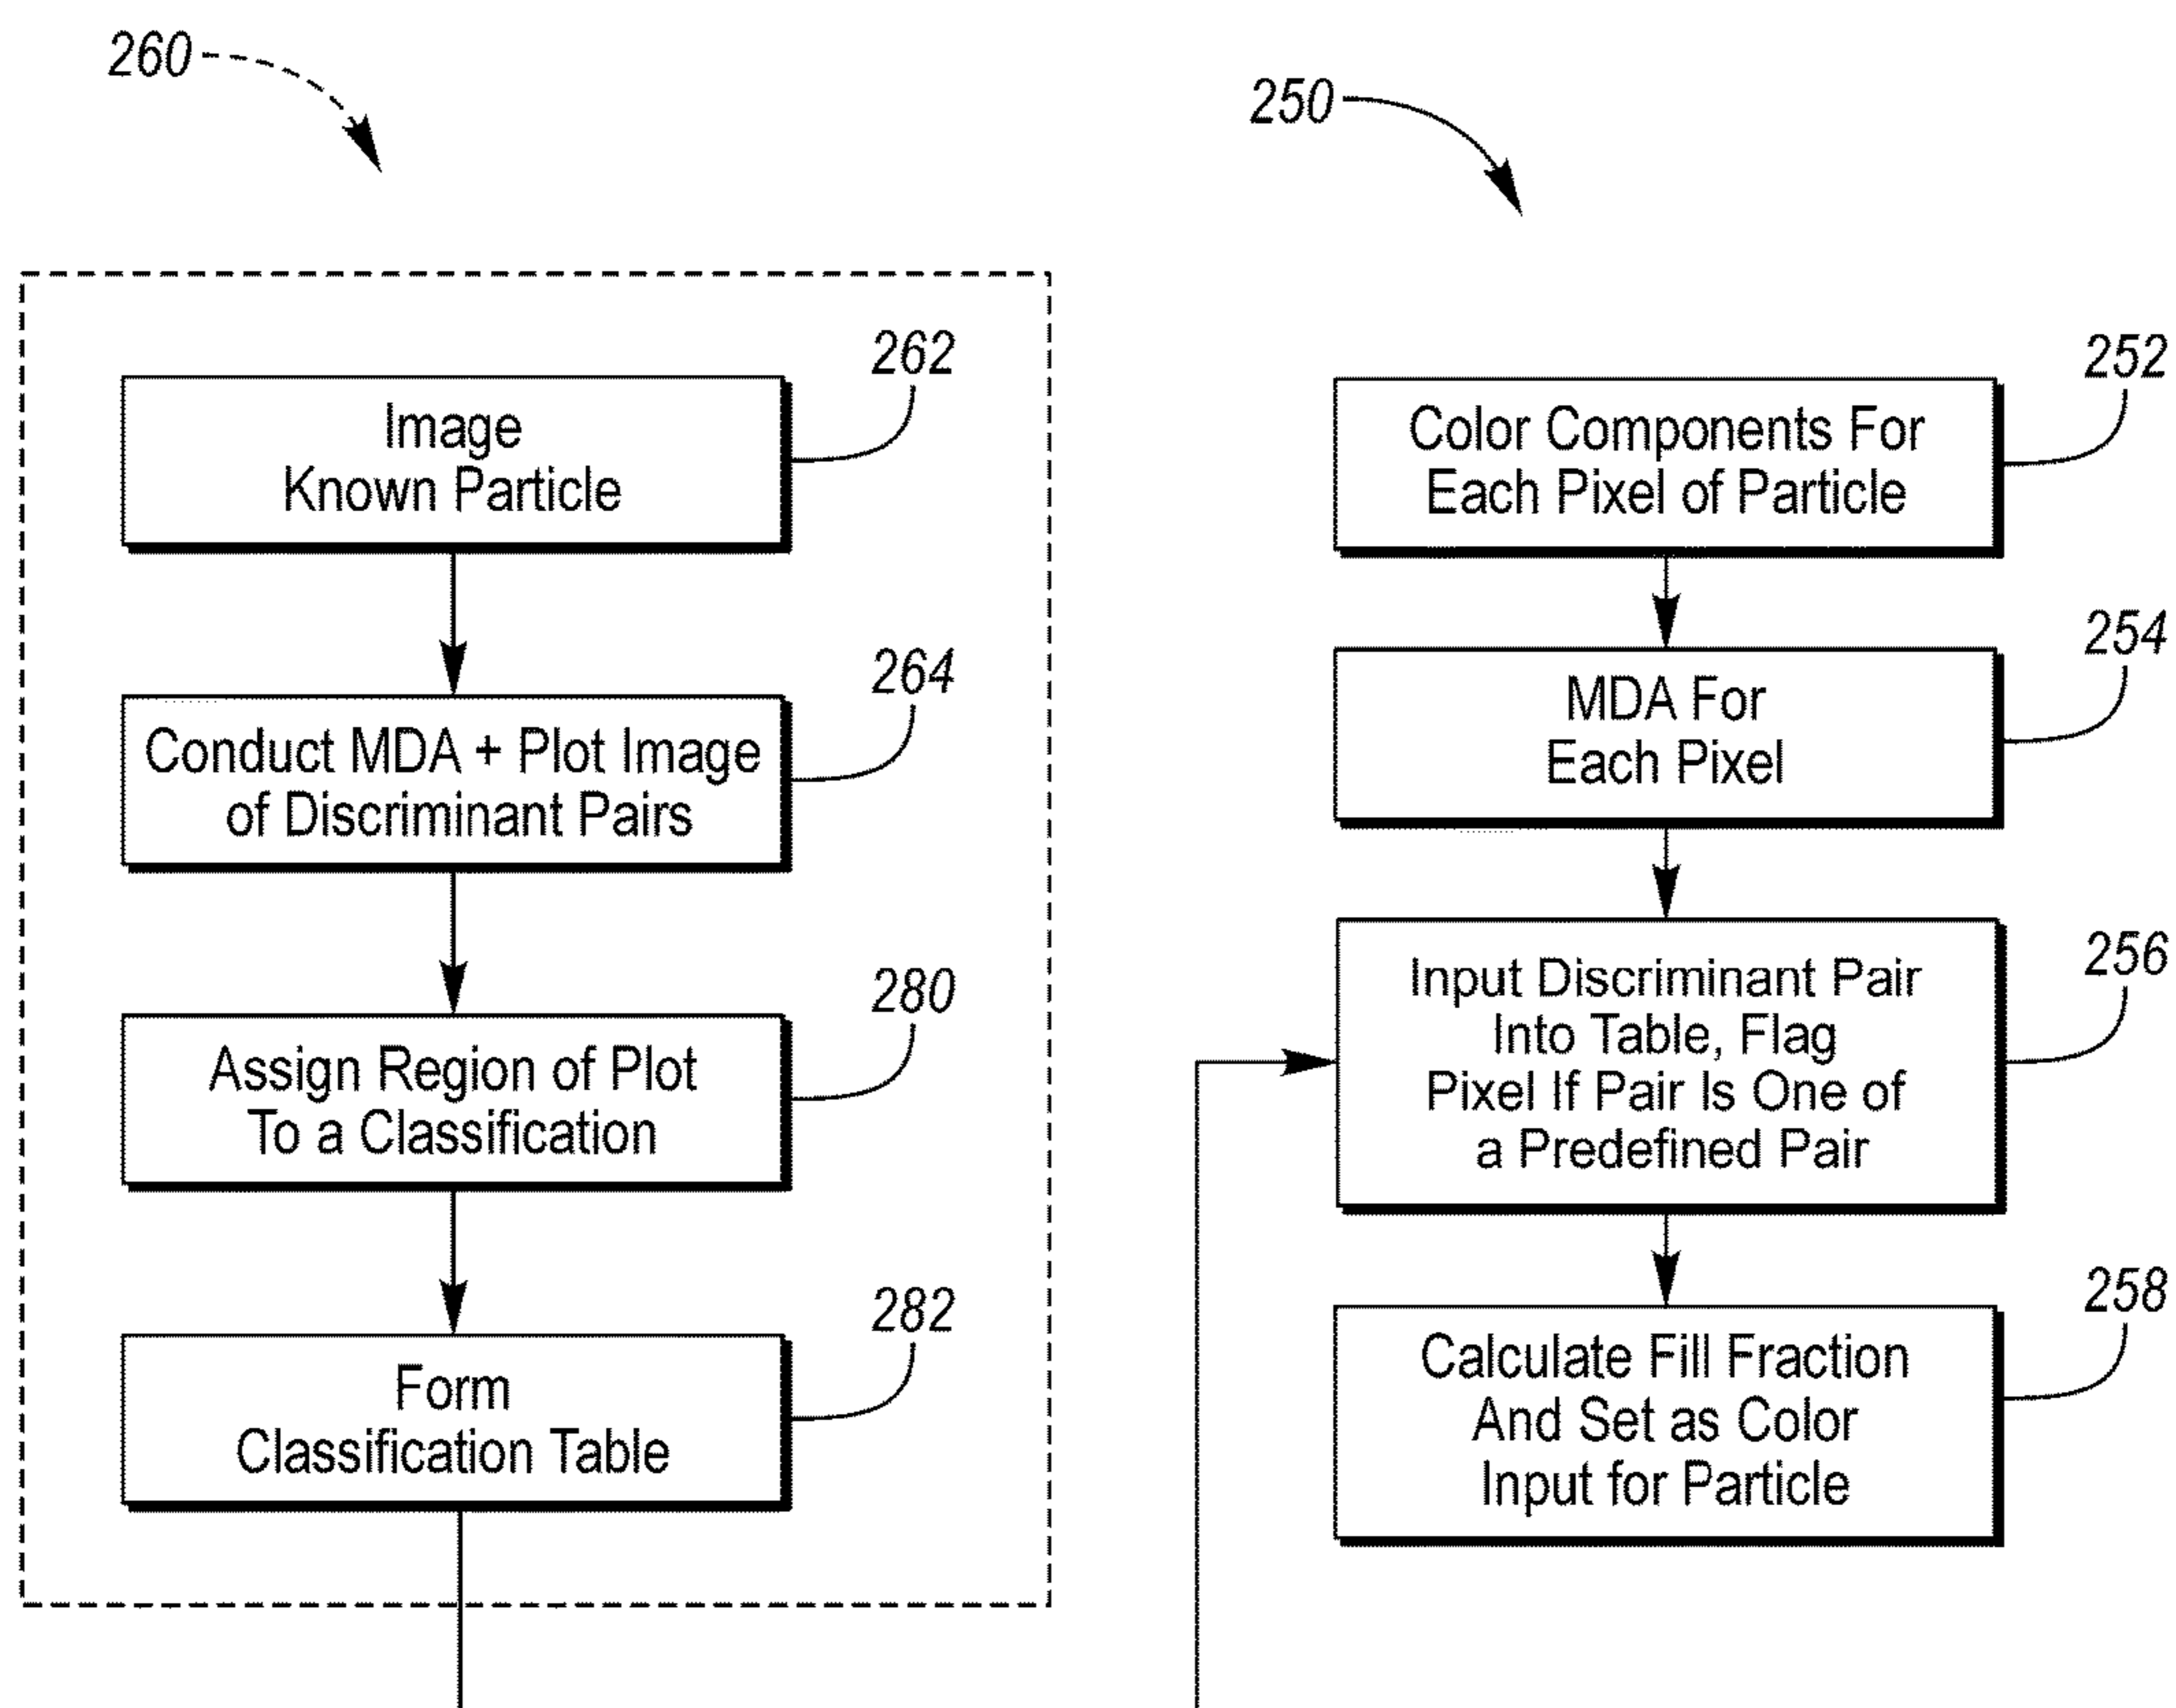 260
262
Image
Known Particle
264
Conduct MDA + Plot Image
of Discriminant Pairs
280
Assign Region of Plot
To a Classification
282
Form
Classification Table
250
252
Color Components For
Each Pixel of Particle
254
MDA For
Each Pixel
256
Input Discriminant Pair
Into Table, Flag
Pixel If Pair Is One of
a Predefined Pair
258
Calculate Fill Fraction
And Set as Color
Input for Particle